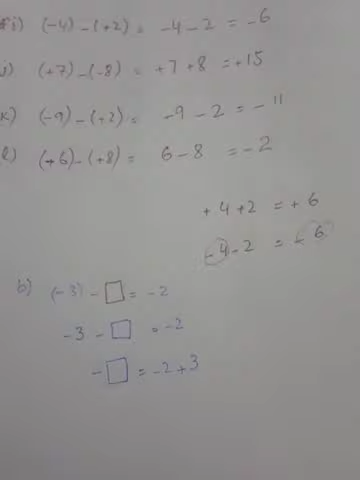 i) (-4) - (+2) = -4 - 2 = -6
j) (+7) - (-8) = +7 + 8 = +15
k) (-9) - (+2) = -9 - 2 = - 11
l) (+6) - (+8) = 6 - 8 = - 2
+ 4 + 2 = + 6
- 4 - 2 = - 6
b) (-3) - □ = -2
-3 - □ = -2
- □ = -2 + 3